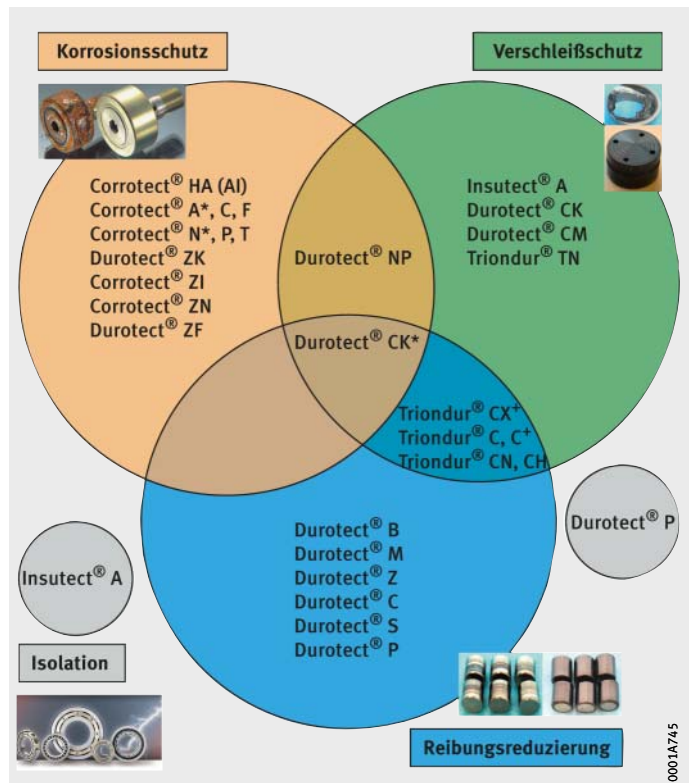 Korrosionsschutz
Verschleißschutz
Corrotect® HA (AI)
Corrotect® A*, C, F
Corrotect® N*, P, T
Durotect® ZK
Corrotect® ZI
Corrotect® ZN
Durotect® ZF
Durotect® NP
Insutect® A
Durotect® CK
Durotect® CM
Triondur® TN
Durotect® CK*
Triondur® CX+
Triondur® C, C+
Triondur® CN, CH
Durotect® P
Insutect® A
Durotect® B
Durotect® M
Durotect® Z
Durotect® C
Durotect® S
Durotect® P
Isolation
Reibungsreduzierung
0001A745